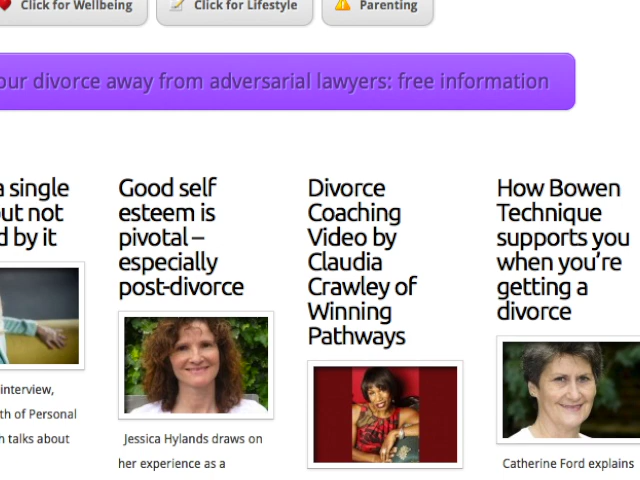 Click for Wellbeing
Click for Lifestyle
Parenting
our divorce away from adversarial lawyers: free information
a single
but not
d by it
interview,
th of Personal
h talks about
Good self
esteem is
pivotal –
especially
post-divorce
Jessica Hylands draws on
her experience as a
Divorce
Coaching
Video by
Claudia
Crawley of
Winning
Pathways
How Bowen
Technique
supports you
when you're
getting a
divorce
Catherine Ford explains